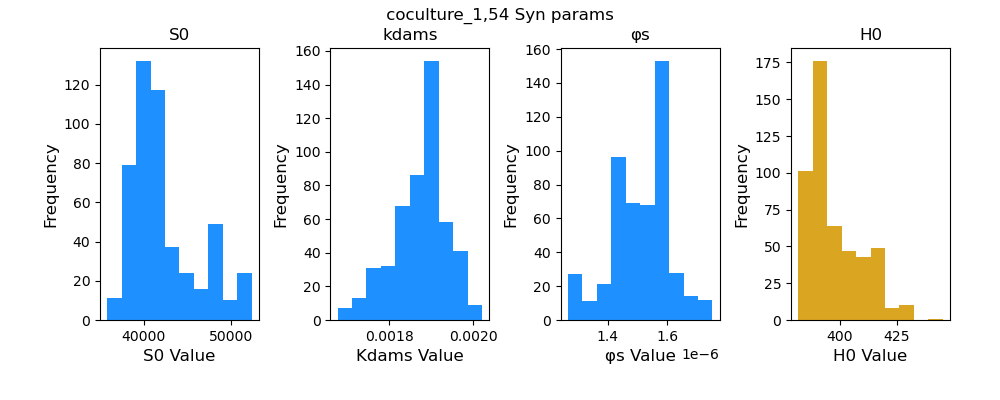 coculture_1,54 Syn params
S0
kdams
φs
H0
Frequency
0
20
40
60
80
100
120
40000
50000
S0 Value
Frequency
0
20
40
60
80
100
120
140
160
0.0018
0.0020
Kdams Value
Frequency
0
20
40
60
80
100
120
140
160
1.4
1.6
1e−6
φs Value
Frequency
0
25
50
75
100
125
150
175
400
425
H0 Value